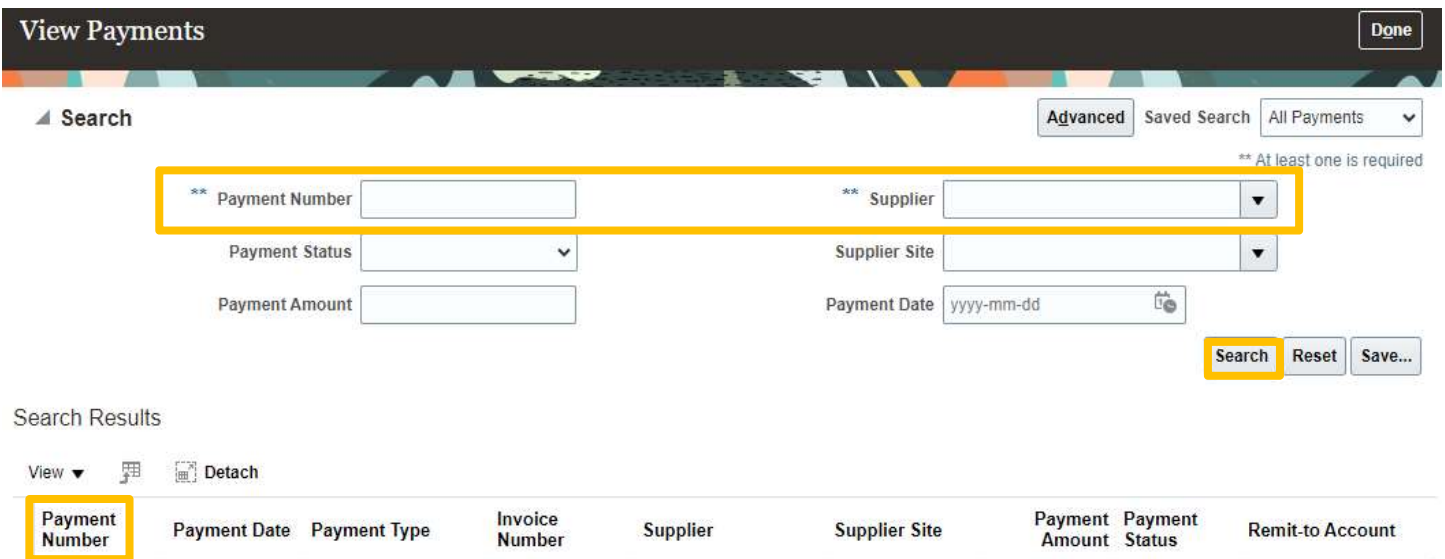 View Payments
Done
Search
Advanced Saved Search All Payments
** At least one is required
** Payment Number ** Supplier
Payment Status Supplier Site
Payment Amount Payment Date yyyy-mm-dd
Search Reset Save...
Search Results
View Detach
Payment Number Payment Date Payment Type Invoice Number Supplier Supplier Site Payment Amount Payment Status Remit-to Account